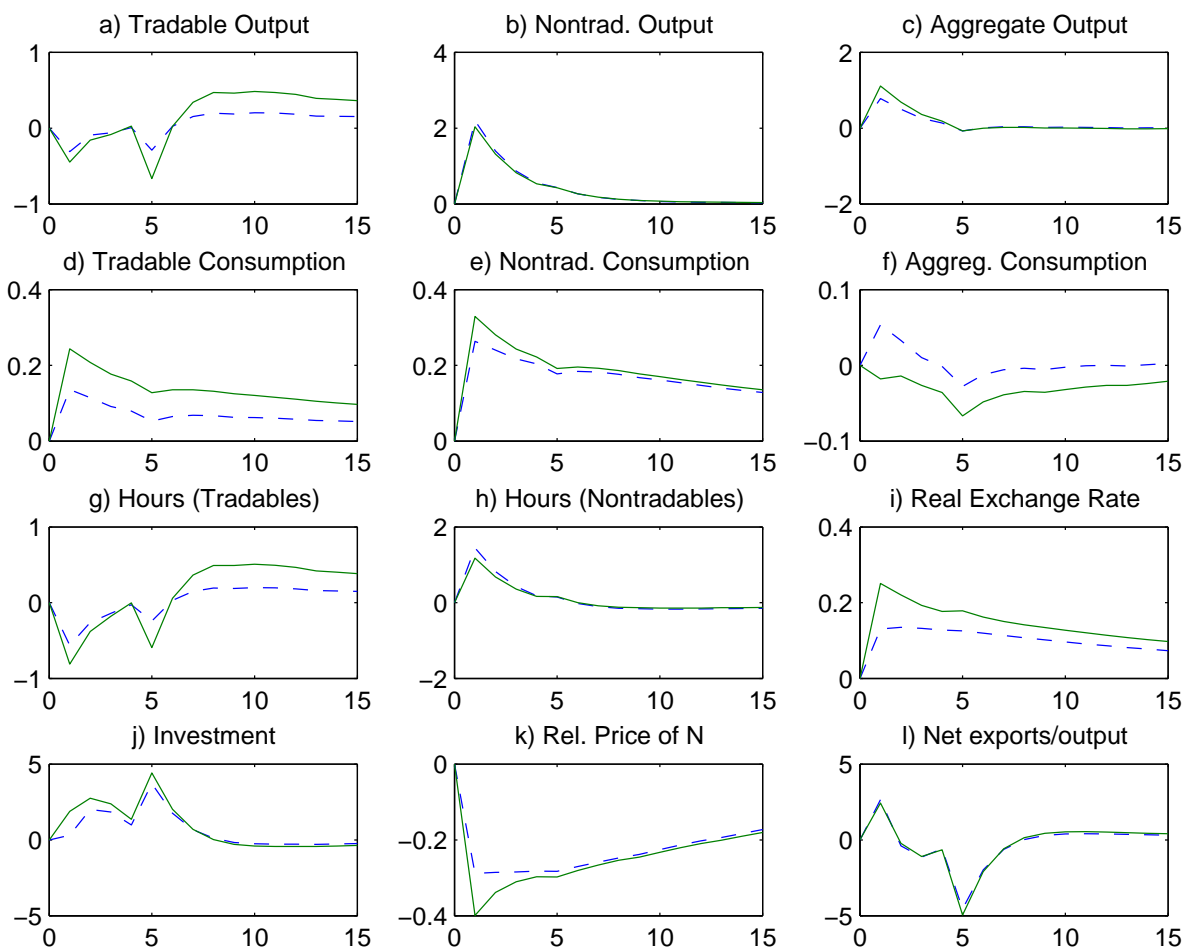 a) Tradable Output
b) Nontrad. Output
c) Aggregate Output
1
0
−1
0 5 10 15
4
2
0
0 5 10 15
2
0
−2
0 5 10 15
d) Tradable Consumption
e) Nontrad. Consumption
f) Aggreg. Consumption
0.4
0.2
0
0 5 10 15
0.4
0.2
0
0 5 10 15
0.1
0
−0.1
0 5 10 15
g) Hours (Tradables)
h) Hours (Nontradables)
i) Real Exchange Rate
1
0
−1
0 5 10 15
2
0
−2
0 5 10 15
0.4
0.2
0
0 5 10 15
j) Investment
k) Rel. Price of N
l) Net exports/output
5
0
−5
0 5 10 15
0
−0.2
−0.4
0 5 10 15
5
0
−5
0 5 10 15